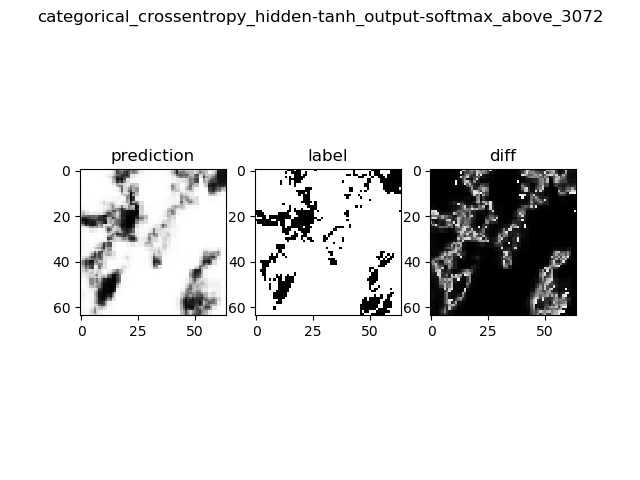 categorical_crossentropy_hidden-tanh_output-softmax_above_3072
prediction label diff
0 0 0
20 20 20
40 40 40
60 60 60
0 25 50 0 25 50 0 25 50